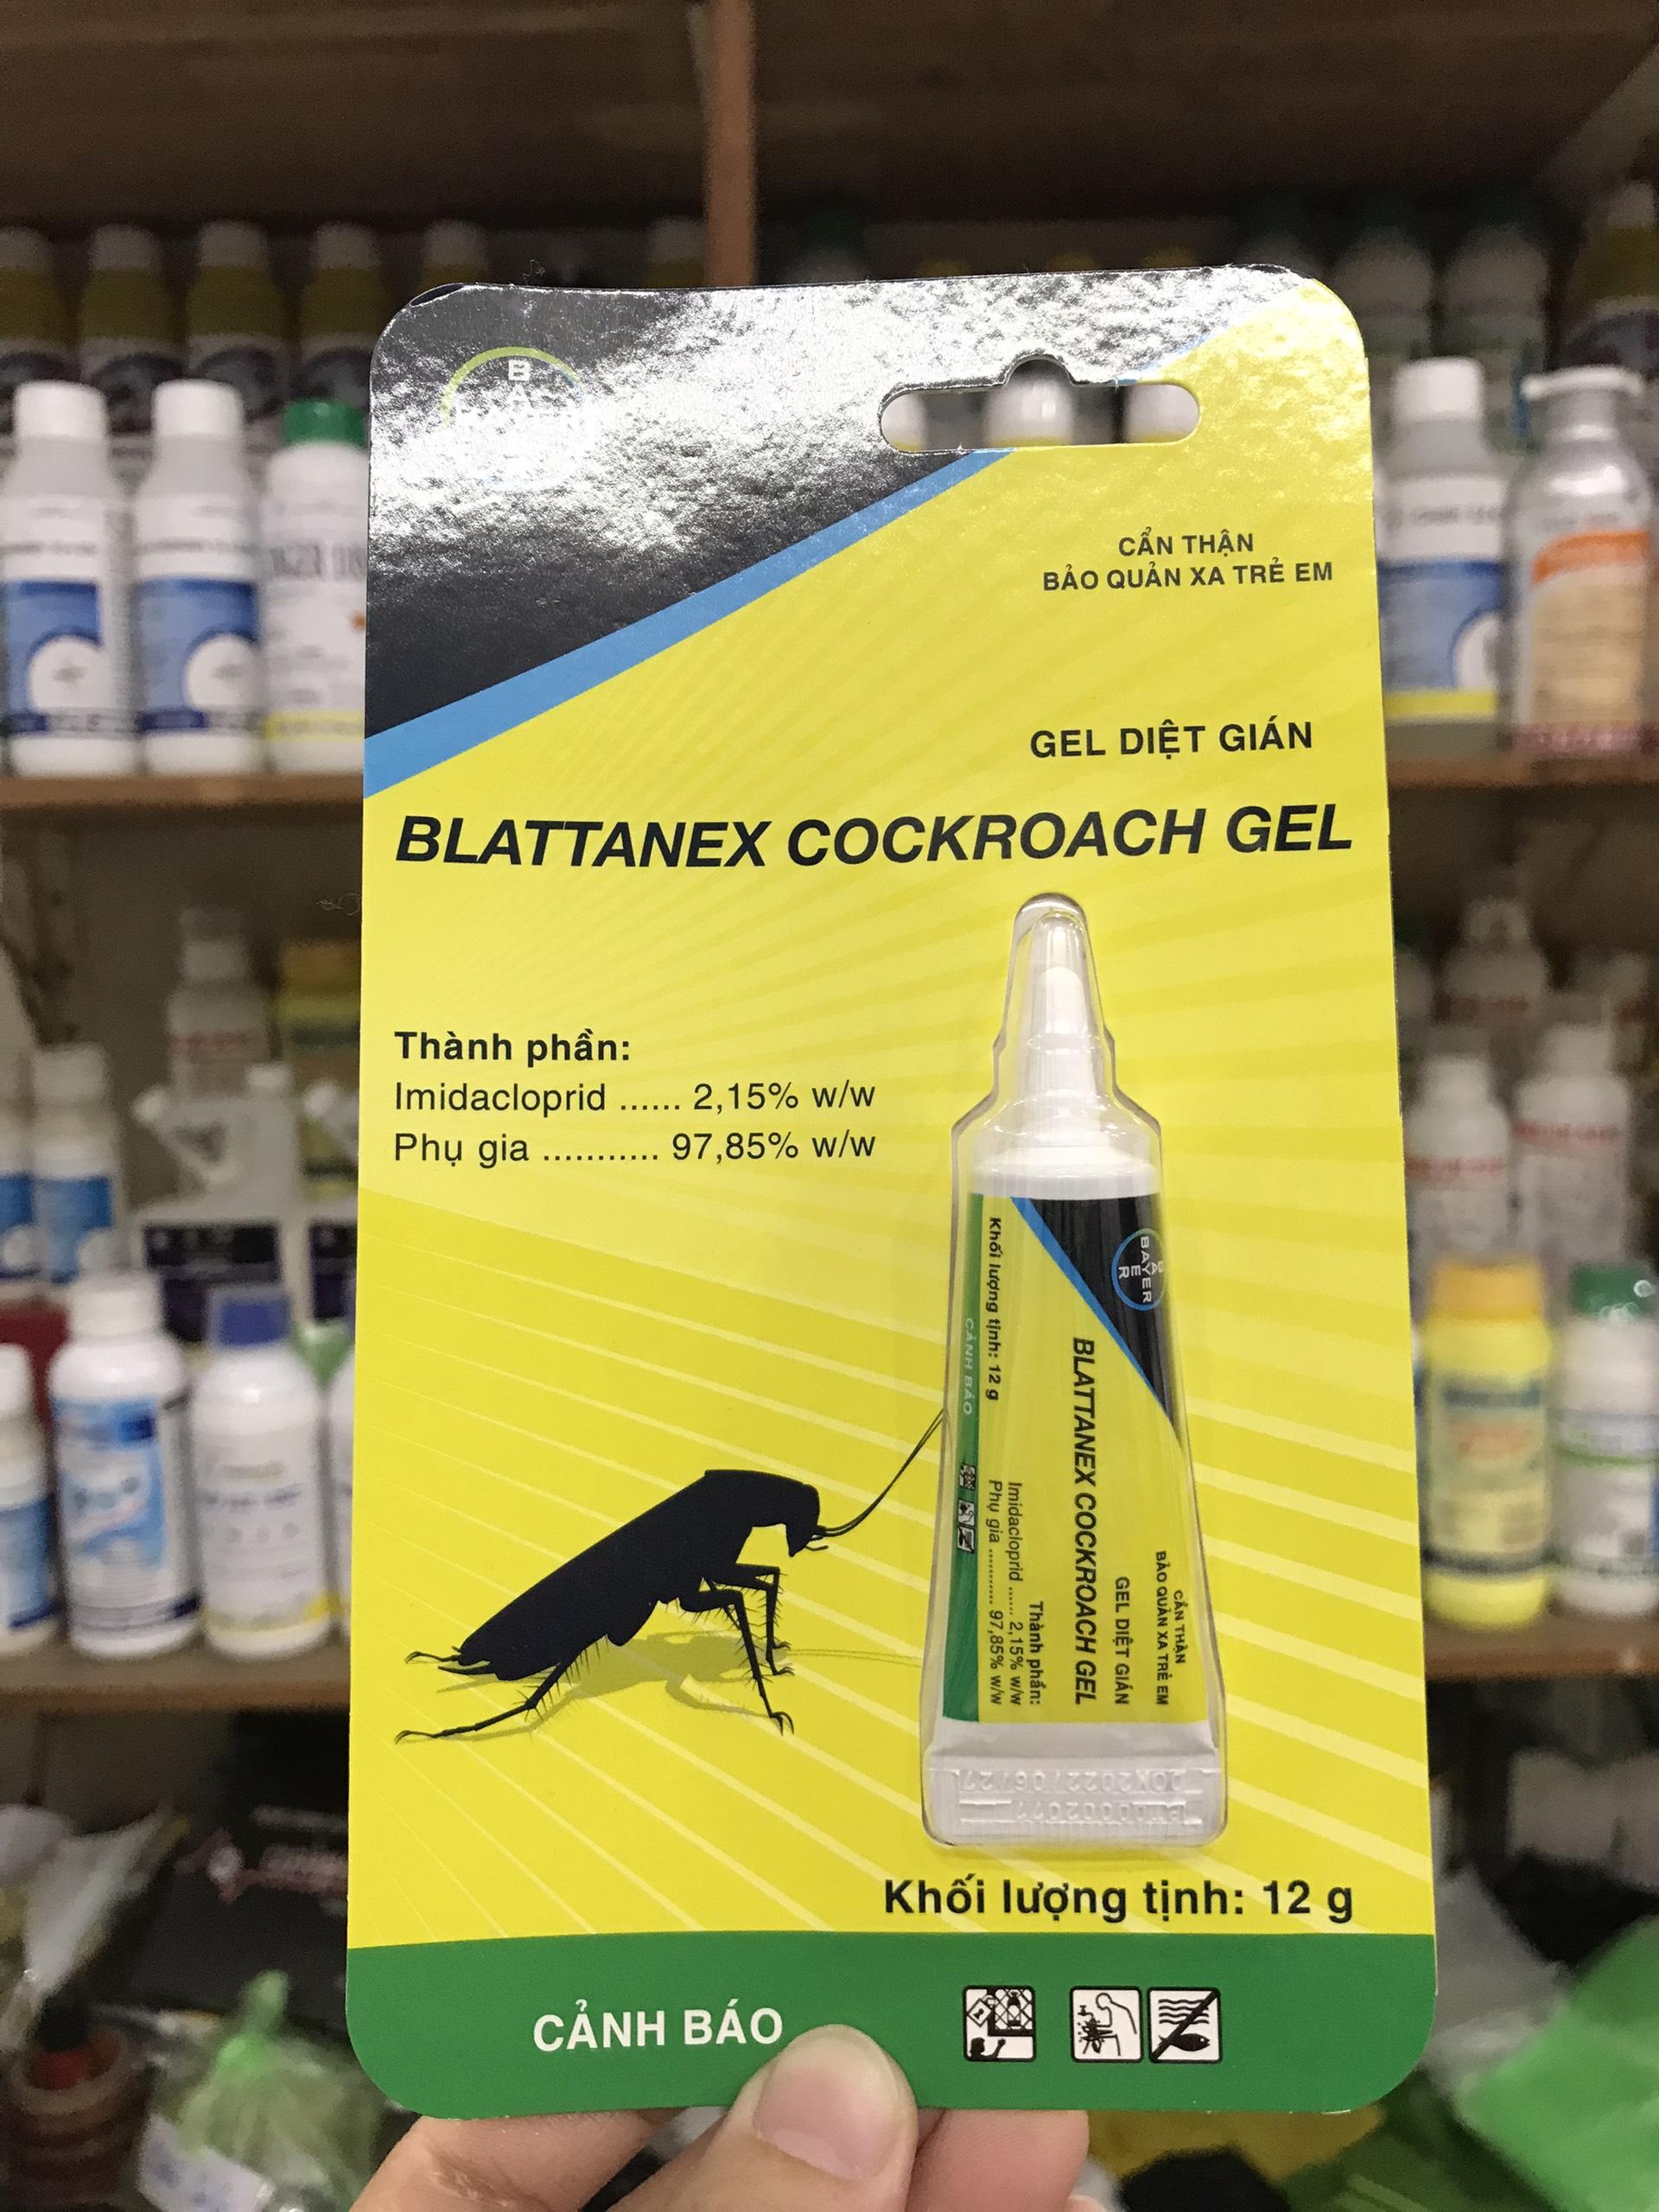 BAYER
CẨN THẬN
BẢO QUẢN XA TRẺ EM
GEL DIỆT GIÁN
BLATTANEX COCKROACH GEL
Thành phần:
Imidacloprid ...... 2,15% w/w
Phụ gia ........... 97,85% w/w
BAYER
BAYER
CẨN THẬN
BẢO QUẢN XA TRẺ EM
GEL DIỆT GIÁN
BLATTANEX COCKROACH GEL
Thành phần:
Imidacloprid ...... 2,15% w/w
Phụ gia ........... 97,85% w/w
Khối lượng tịnh: 12 g
CẢNH BÁO
Khối lượng tịnh: 12 g
CẢNH BÁO